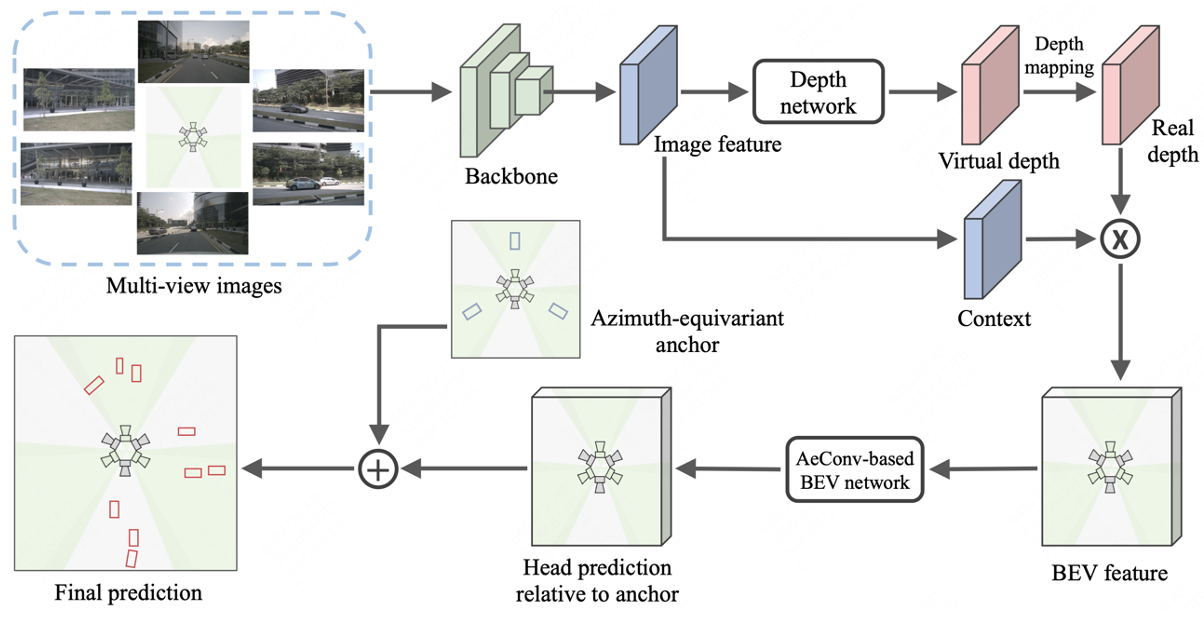 Multi-view images
Backbone
Image feature
Depth
network
Virtual depth
Depth
mapping
Real
depth
X
Context
Azimuth-equivariant
anchor
BEV feature
AeConv-based
BEV network
Head prediction
relative to anchor
+
Final prediction